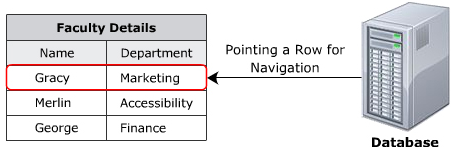 Faculty Details
Name Department
Gracy Marketing
Merlin Accessibility
George Finance
Pointing a Row for
Navigation
Database